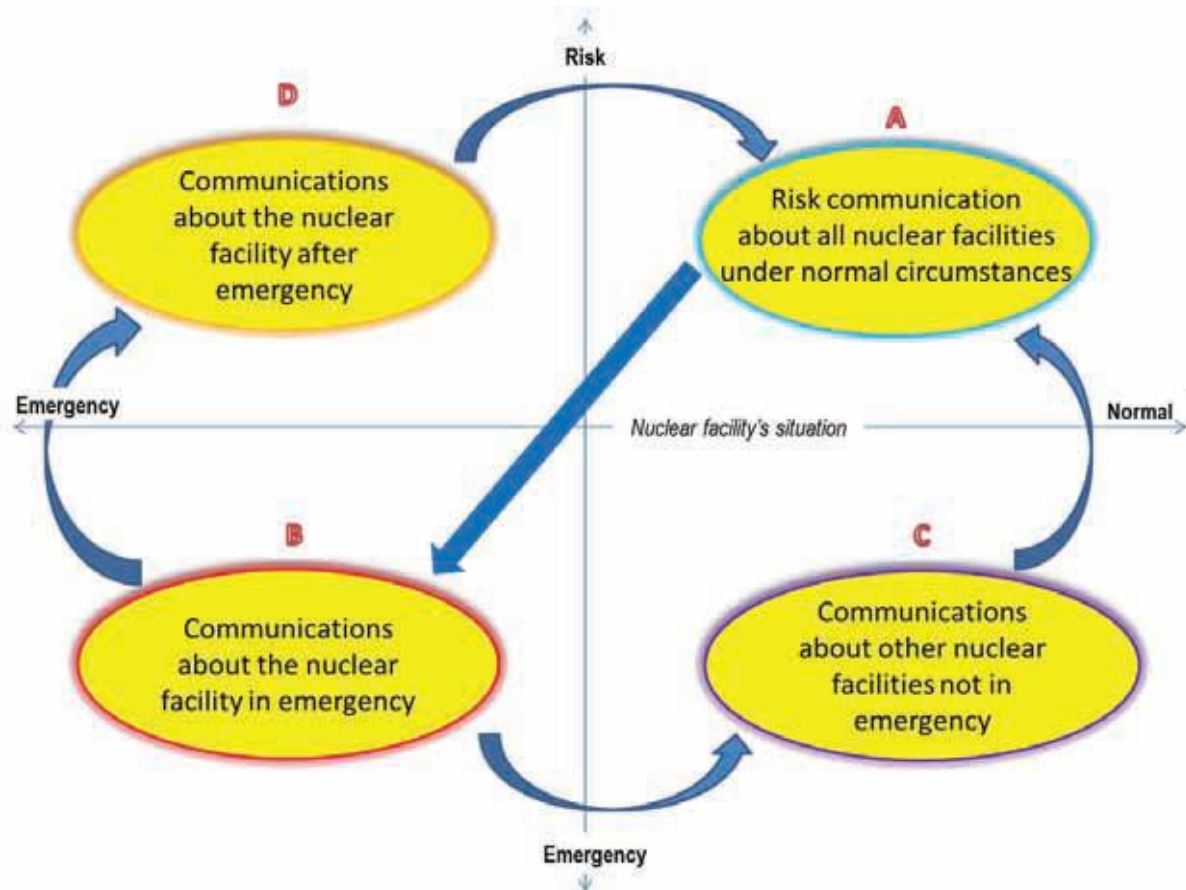 Risk
D
A
Communications
about the nuclear
facility after
emergency
Risk communication
about all nuclear facilities
under normal circumstances
Emergency
Nuclear facility's situation
Normal
B
C
Communications
about the nuclear
facility in emergency
Communications
about other nuclear
facilities not in
emergency
Emergency